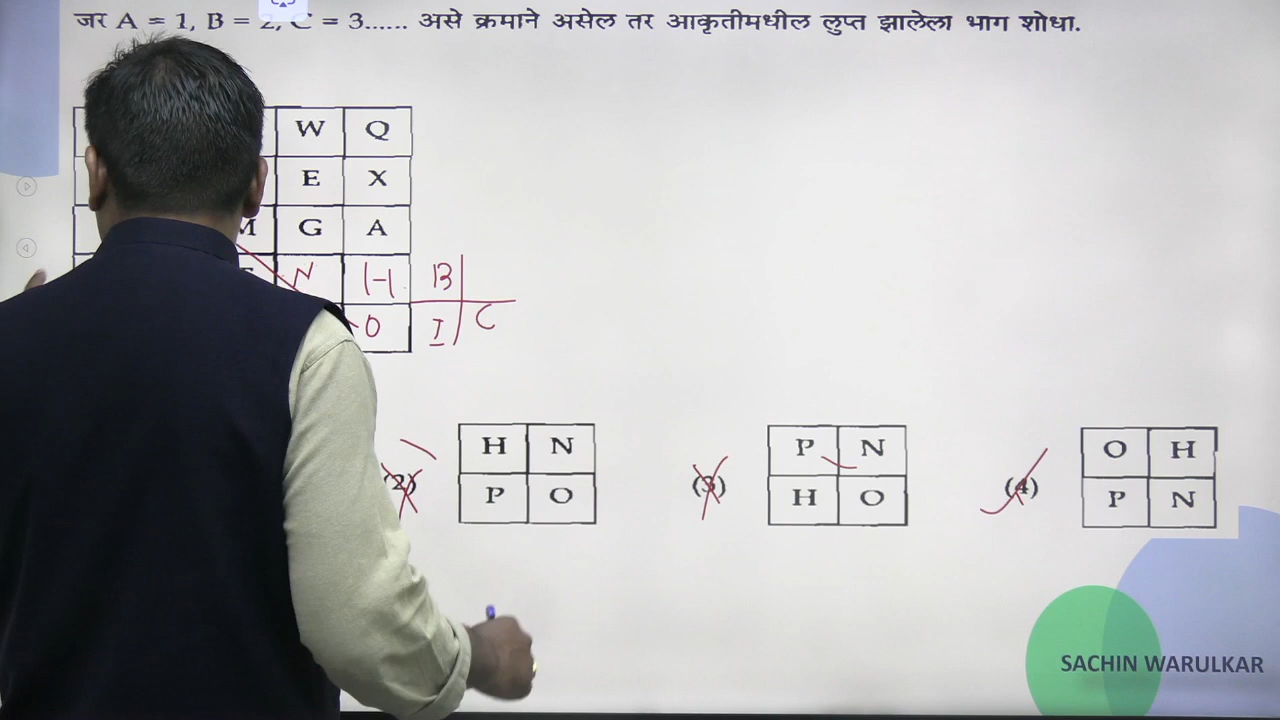 जर A = 1, B = 2, C = 3...... असे क्रमाने असेल तर आकृतीमधील लुप्त झालेला भाग शोधा.
W Q
E X
M G A
N H B
O I C
(2) H N (3) P N (4) O H
P O H O P N
SACHIN WARULKAR